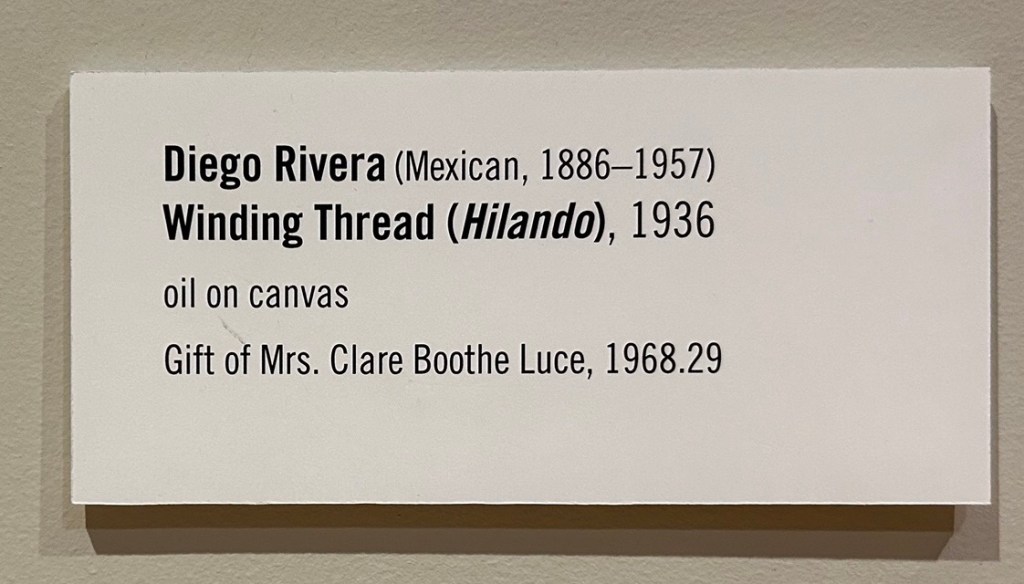 Diego Rivera (Mexican, 1886–1957)
Winding Thread (Hilando), 1936
oil on canvas
Gift of Mrs. Clare Boothe Luce, 1968.29